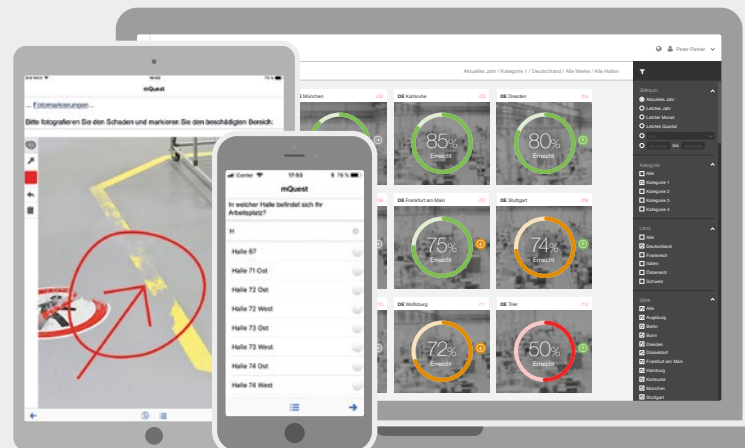 mQuest
... Fotomarkierungen...
Bitte fotografieren Sie den Schaden und markieren Sie den beschädigten Bereich:
Carrier 17:53 76 %
mQuest
In welcher Halle befindet sich Ihr
Arbeitsplatz?
H
Halle 67
Halle 71 Ost
Halle 72 Ost
Halle 72 West
Halle 73 Ost
Halle 73 West
Halle 74 Ost
Halle 74 West
Peter Parker
Aktuelles Jahr / Kategorie 1 / Deutschland / Alle Werke / Alle Hallen
München
DE Karlsruhe
DE Dresden
85%
Erreicht
80%
Erreicht
DE Frankfurt am Main
DE Stuttgart
75%
Erreicht
74%
Erreicht
DE Wolfsburg
/11
DE Trier
/12
72%
Erreicht
50%
Erreicht
Zeitraum
Aktuelles Jahr
Letztes Jahr
Letzter Monat
Letztes Quartal
bis
Kategorie
Alle
Kategorie 1
Kategorie 2
Kategorie 3
Kategorie 4
Land
Alle
Deutschland
Frankreich
Italien
Österreich
Schweiz
Werk
Alle
Augsburg
Berlin
Bonn
Dresden
Düsseldorf
Frankfurt am Main
Hamburg
Karlsruhe
München
Stuttgart